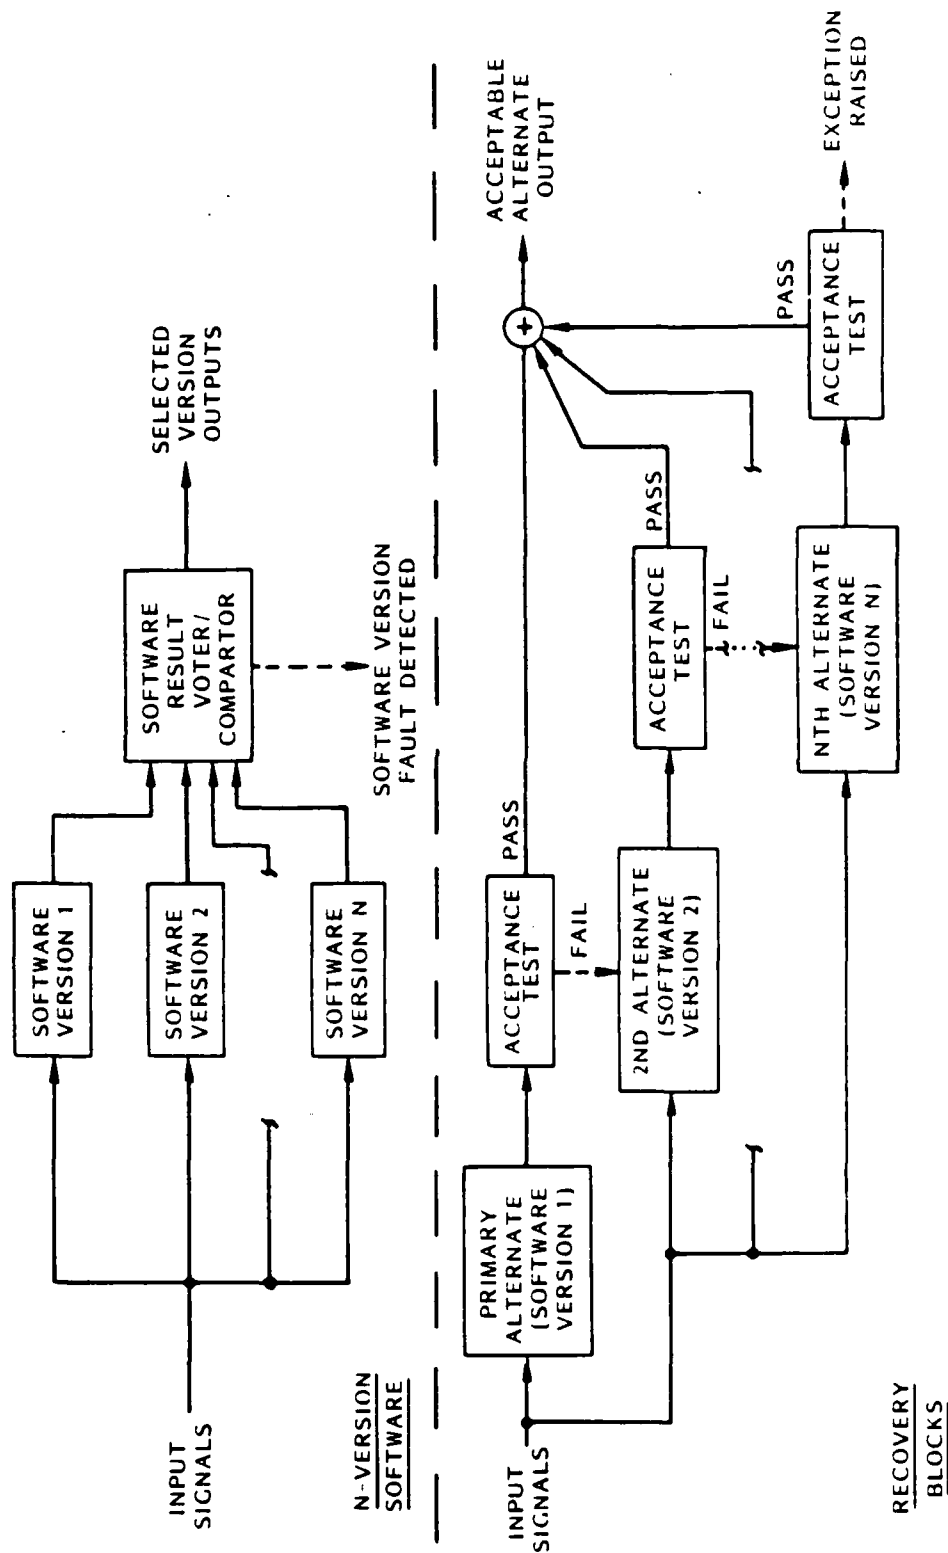 INPUT
SIGNALS
SOFTWARE
VERSION 1
SOFTWARE
VERSION 2
SOFTWARE
VERSION N
SOFTWARE
RESULT
VOTER/
COMPARTOR
SELECTED
VERSION
OUTPUTS
SOFTWARE VERSION
FAULT DETECTED
N-VERSION
SOFTWARE
INPUT
SIGNALS
PRIMARY
ALTERNATE
(SOFTWARE
VERSION 1)
ACCEPTANCE
TEST
PASS
FAIL
ACCEPTABLE
ALTERNATE
OUTPUT
+
2ND ALTERNATE
(SOFTWARE
VERSION 2)
ACCEPTANCE
TEST
PASS
FAIL
NTH ALTERNATE
(SOFTWARE
VERSION N)
ACCEPTANCE
TEST
PASS
EXCEPTION
RAISED
RECOVERY
BLOCKS